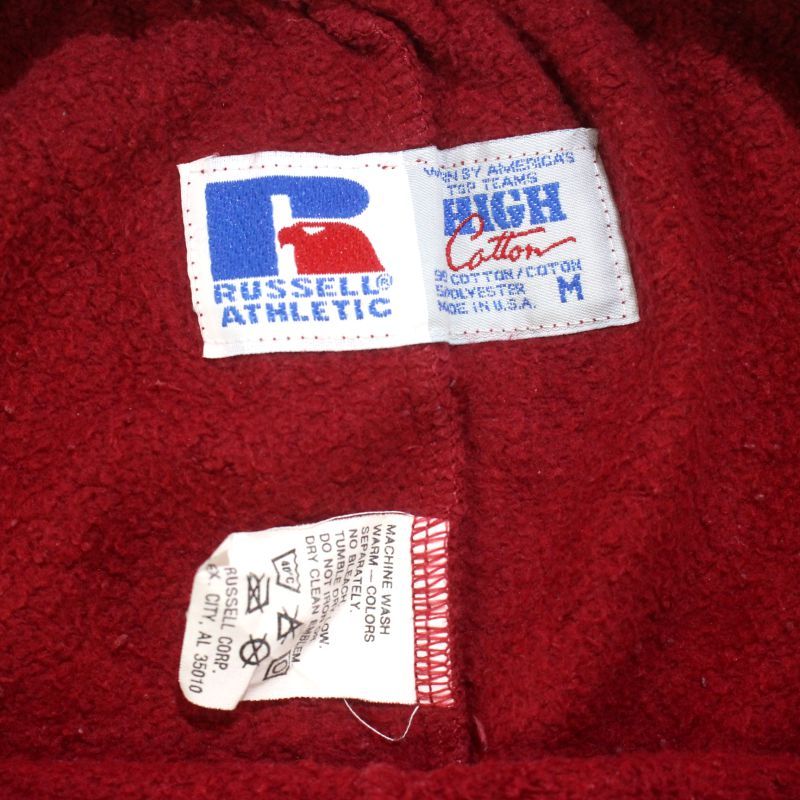 RUSSELL®
ATHLETIC
WORN BY AMERICA'S
TOP TEAMS
HIGH
Cotton
COTTON/COTON
POLYESTER
MADE IN U.S.A.
M
MACHINE WASH
WARM – COLORS
SEPARATELY.
NO BLEACH
TUMBLE DRY
DO NOT IRON
DRY CLEAN
40°C
RUSSELL CORP.
CITY, AL 35010